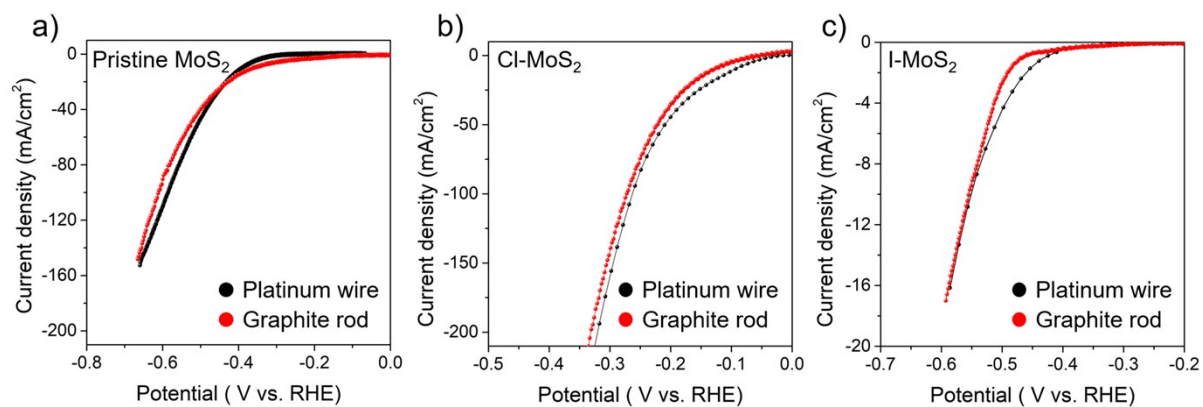 a)
Pristine MoS2
Current density (mA/cm2)
0
-40
-80
-120
-160
-200
Platinum wire
Graphite rod
-0.8 -0.6 -0.4 -0.2 0.0
Potential ( V vs. RHE)
b)
Cl-MoS2
Current density (mA/cm2)
0
-50
-100
-150
-200
Platinum wire
Graphite rod
-0.5 -0.4 -0.3 -0.2 -0.1 0.0
Potential ( V vs. RHE)
c)
I-MoS2
Current density (mA/cm2)
0
-4
-8
-12
-16
-20
Platinum wire
Graphite rod
-0.7 -0.6 -0.5 -0.4 -0.3 -0.2
Potential ( V vs. RHE)